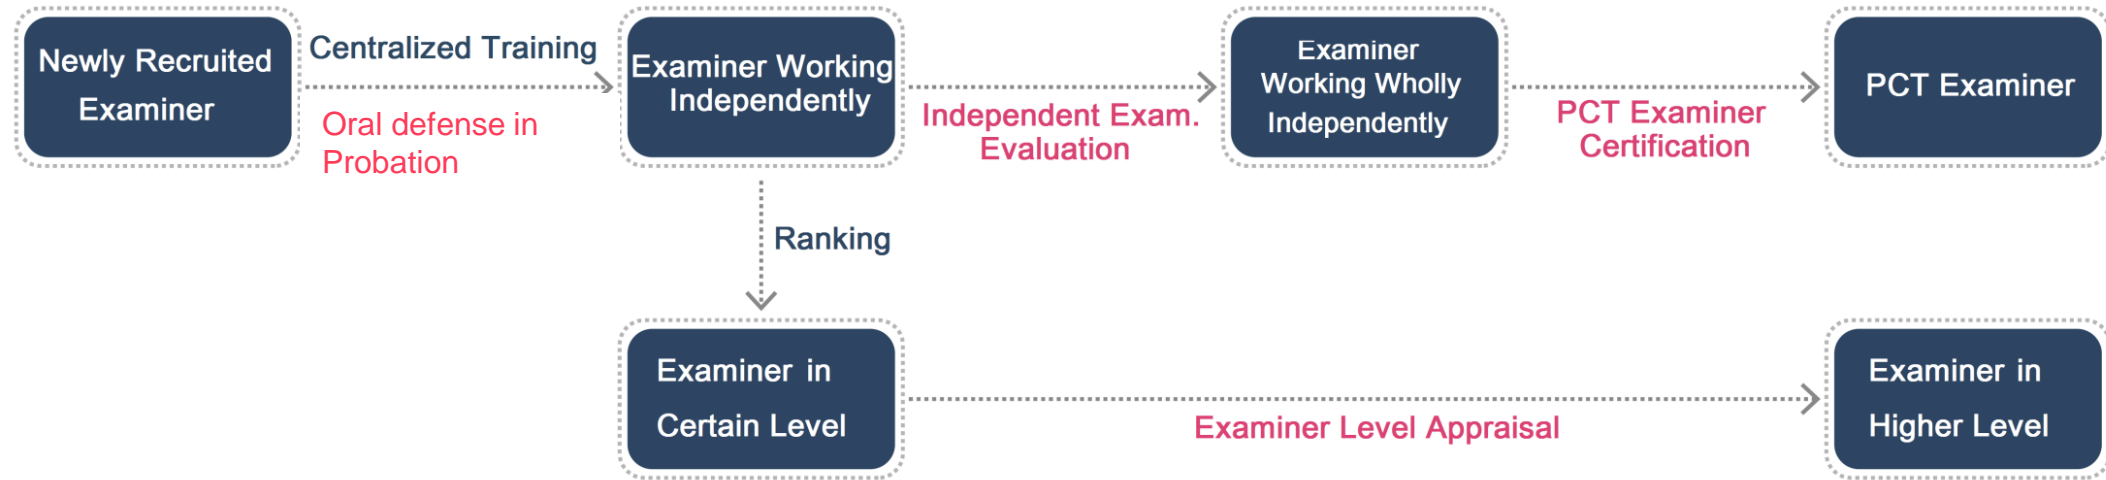 Newly Recruited
Examiner
Centralized Training
Oral defense in
Probation
Examiner Working
Independently
Independent Exam.
Evaluation
Examiner
Working Wholly
Independently
PCT Examiner
Certification
PCT Examiner
Ranking
Examiner in
Certain Level
Examiner Level Appraisal
Examiner in
Higher Level